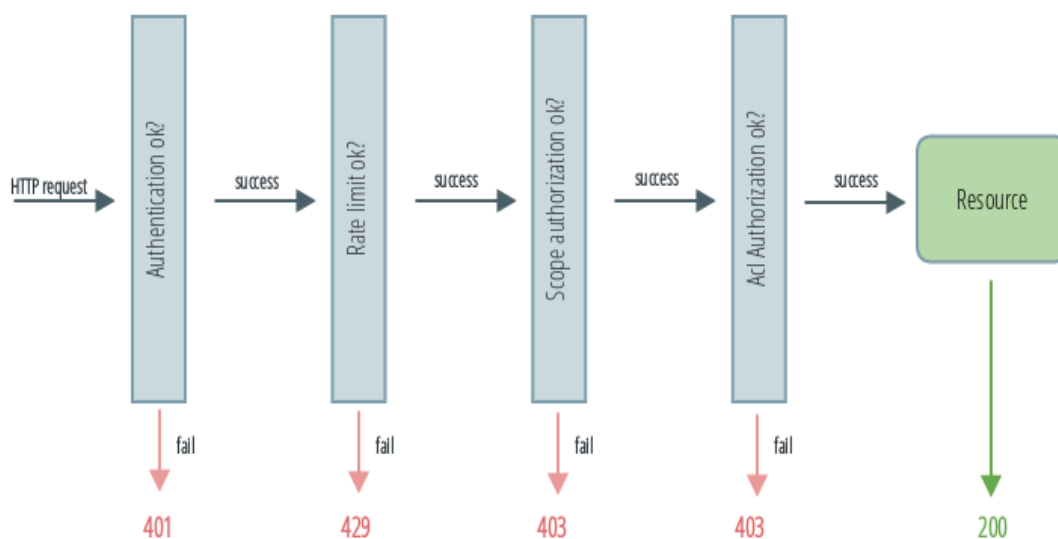 HTTP request
Authentication ok?
success
Rate limit ok?
success
Scope authorization ok?
success
Acl Authorization ok?
success
Resource
fail
fail
fail
fail
401
429
403
403
200